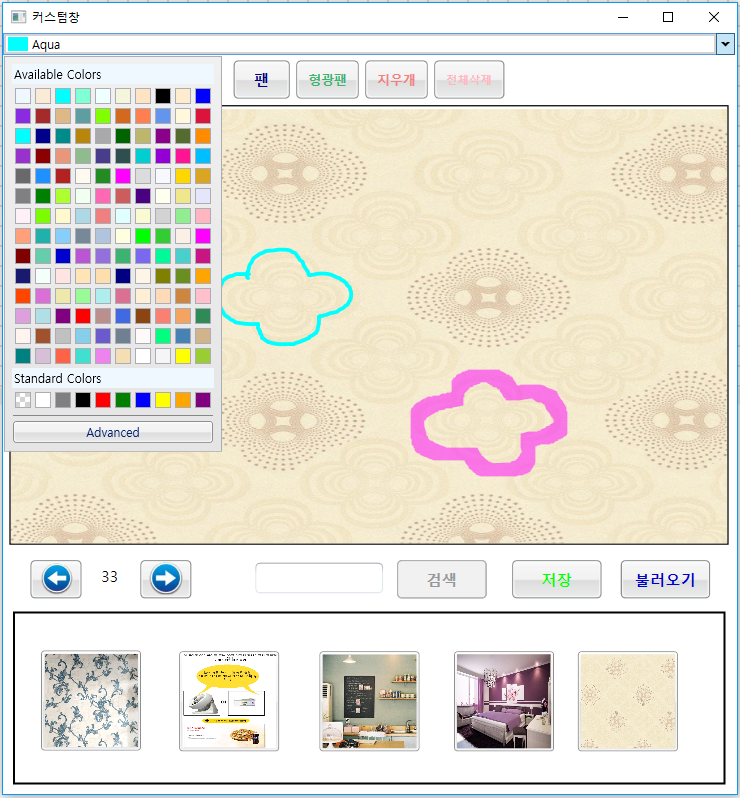 커스텀창
Aqua
Available Colors
팬
형광팬
지우개
전체삭제
Standard Colors
Advanced
33
검색
저장
불러오기